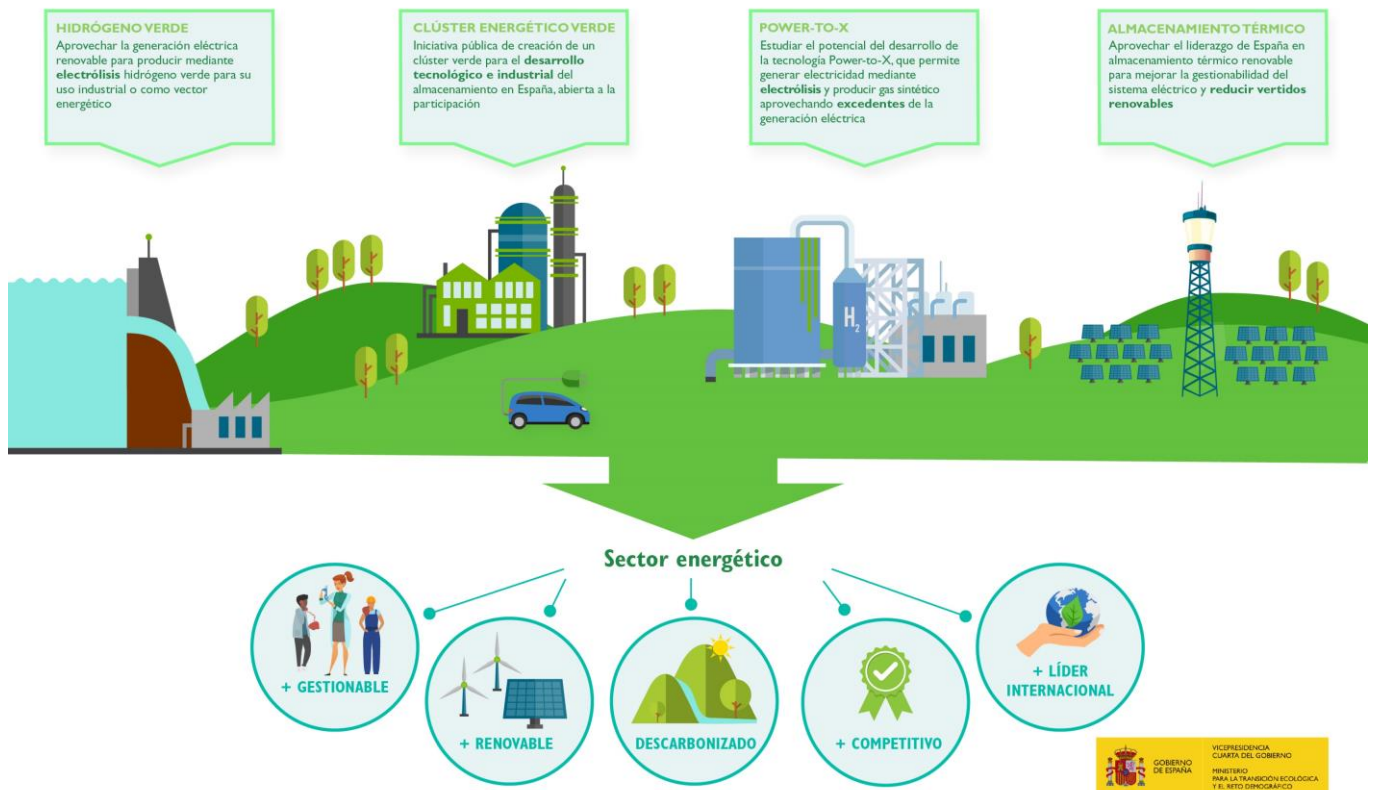 HIDRÓGENO VERDE
Aprovechar la generación eléctrica
renovable para producir mediante
electrólisis hidrógeno verde para su
uso industrial o como vector
energético
CLÚSTER ENERGÉTICO VERDE
Iniciativa pública de creación de un
clúster verde para el desarrollo
tecnológico e industrial del
almacenamiento en España, abierta a la
participación
POWER-TO-X
Estudiar el potencial del desarrollo de
la tecnología Power-to-X, que permite
generar electricidad mediante
electrólisis y producir gas sintético
aprovechando excedentes de la
generación eléctrica
ALMACENAMIENTO TÉRMICO
Aprovechar el liderazgo de España en
almacenamiento térmico renovable
para mejorar la gestionabilidad del
sistema eléctrico y reducir vertidos
renovables
H2
Sector energético
+ GESTIONABLE
+ RENOVABLE
DESCARBONIZADO
+ COMPETITIVO
+ LÍDER
INTERNACIONAL
GOBIERNO
DE ESPAÑA
VICEPRESIDENCIA
CUARTA DEL GOBIERNO
MINISTERIO
PARA LA TRANSICIÓN ECOLÓGICA
Y EL RETO DEMOGRÁFICO